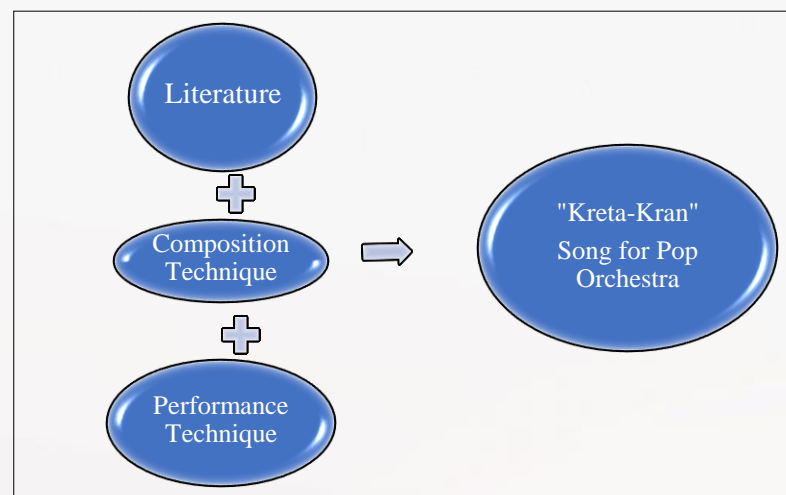 Literature
Composition
Technique
Performance
Technique
"Kreta-Kran"
Song for Pop
Orchestra